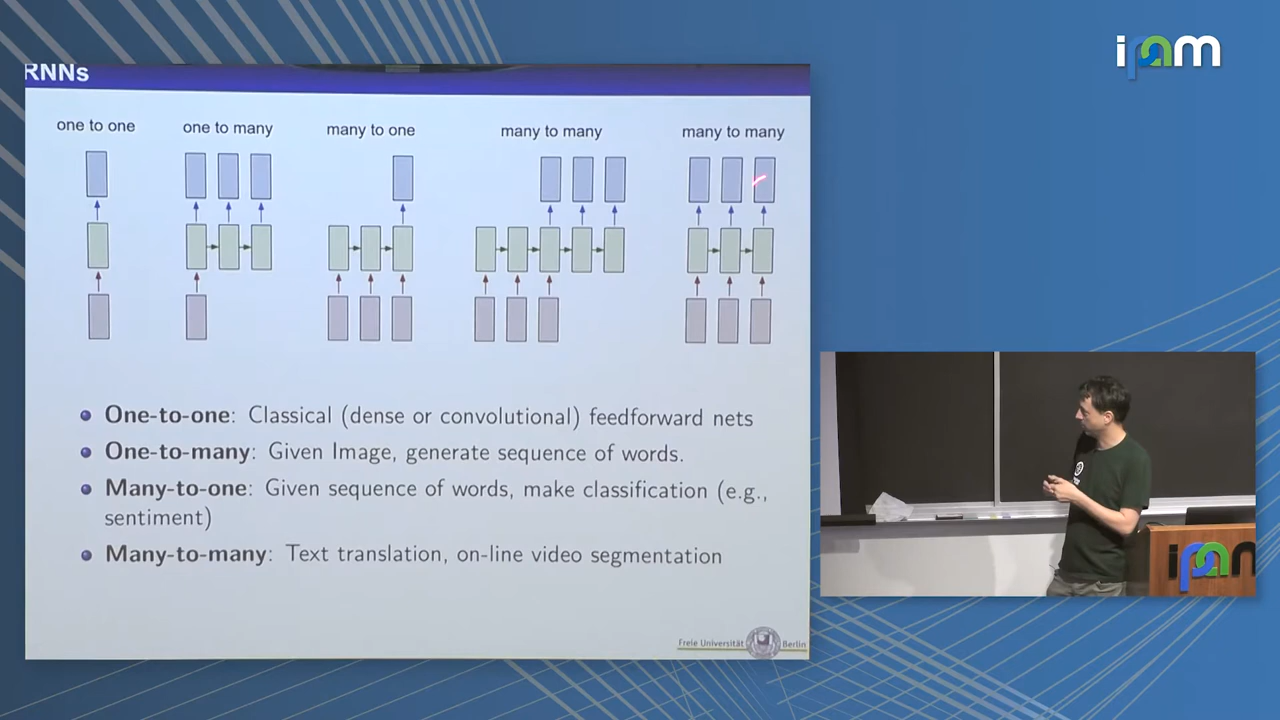 ipam
RNNs
one to one
one to many
many to one
many to many
many to many
One-to-one: Classical (dense or convolutional) feedforward nets
One-to-many: Given Image, generate sequence of words.
Many-to-one: Given sequence of words, make classification (e.g.,
sentiment)
Many-to-many: Text translation, on-line video segmentation
Freie Universität Berlin
ipam